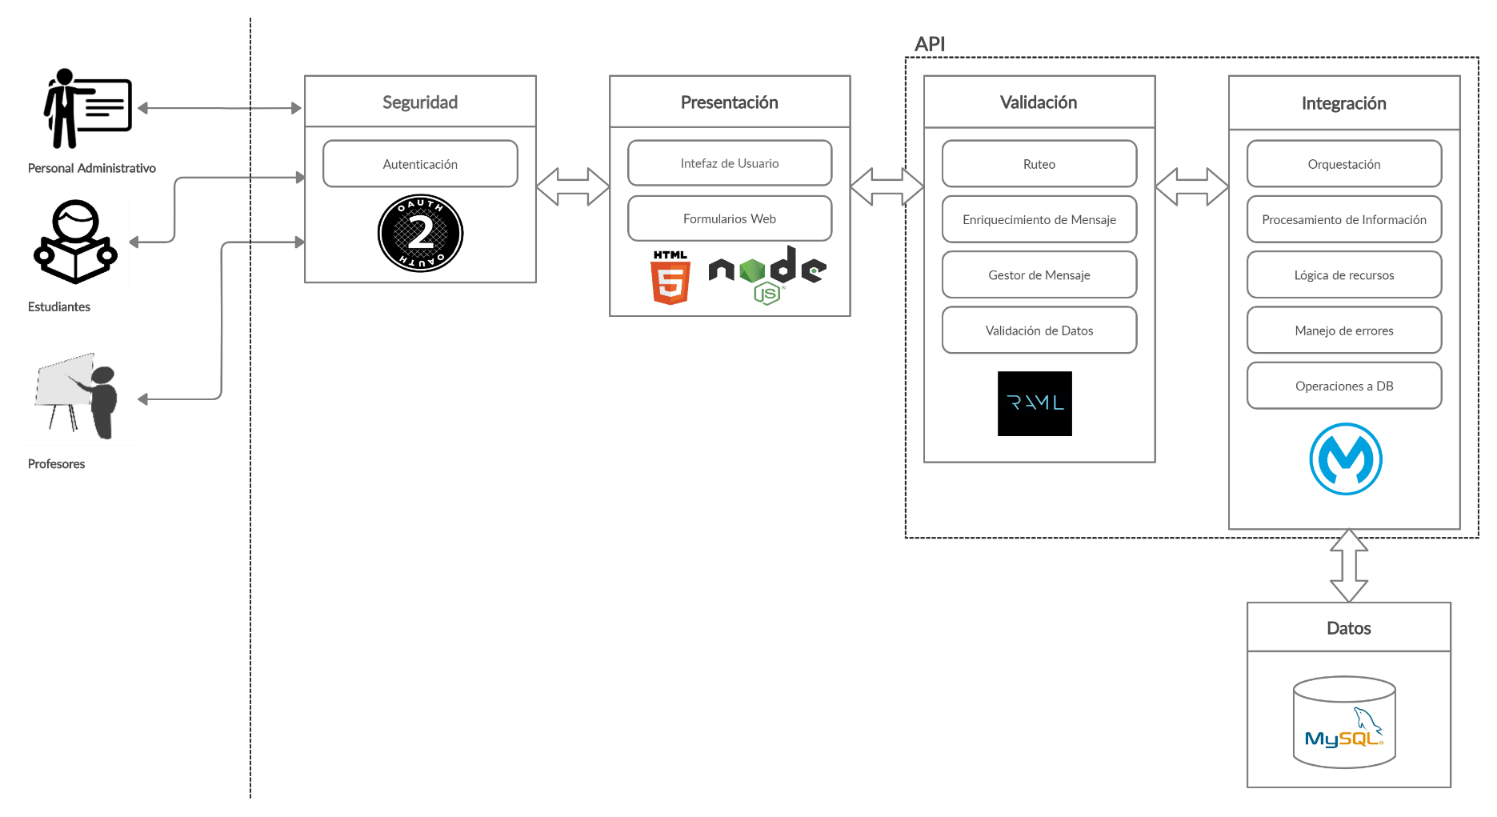 API
Personal Administrativo
Estudiantes
Profesores
Seguridad
Autenticación
OAUTH
2
OAUTH
Presentación
Intefaz de Usuario
Formularios Web
HTML
5
node
JS
Validación
Ruteo
Enriquecimiento de Mensaje
Gestor de Mensaje
Validación de Datos
RAML
Integración
Orquestación
Procesamiento de Información
Lógica de recursos
Manejo de errores
Operaciones a DB
Datos
MySQL